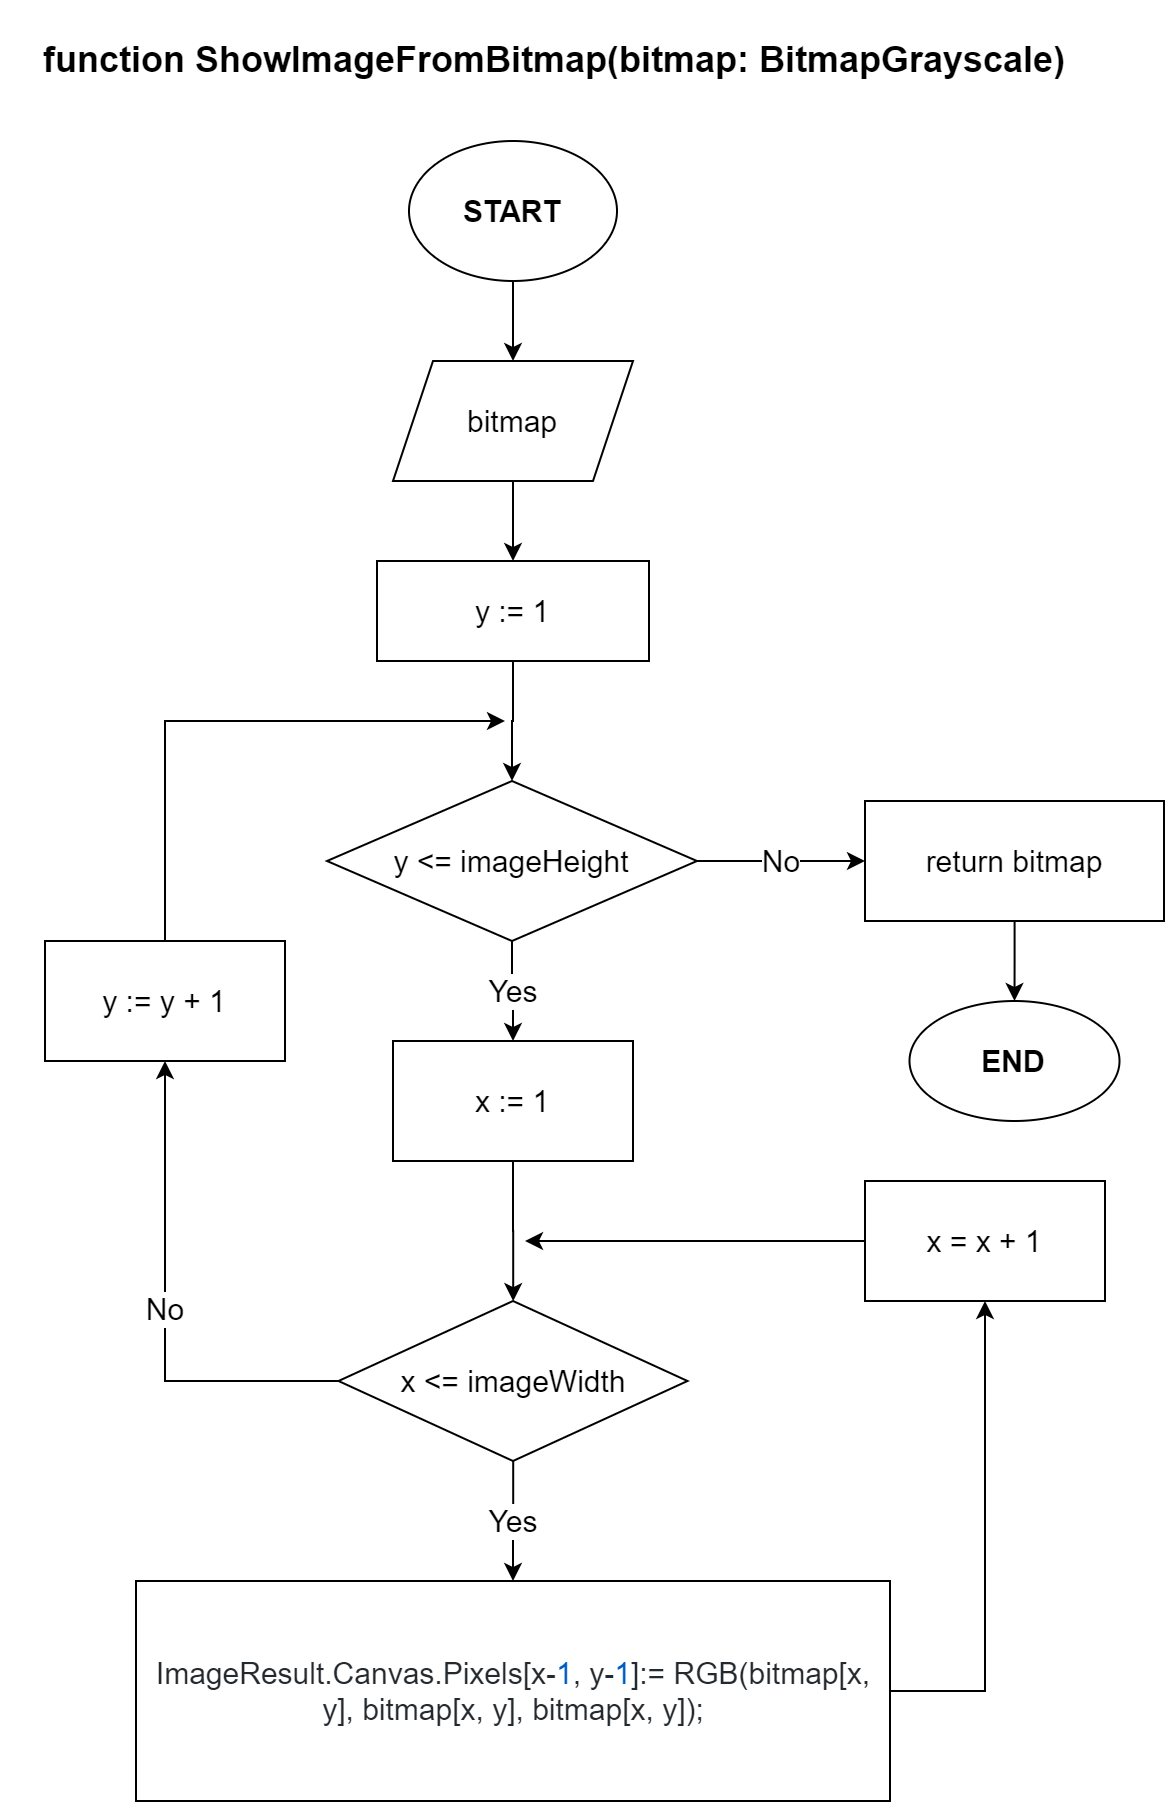 function ShowImageFromBitmap(bitmap: BitmapGrayscale)
START
bitmap
y := 1
y <= imageHeight
No
return bitmap
END
Yes
y := y + 1
x := 1
x = x + 1
No
x <= imageWidth
Yes
ImageResult.Canvas.Pixels[x-1, y-1]:= RGB(bitmap[x,
y], bitmap[x, y], bitmap[x, y]);